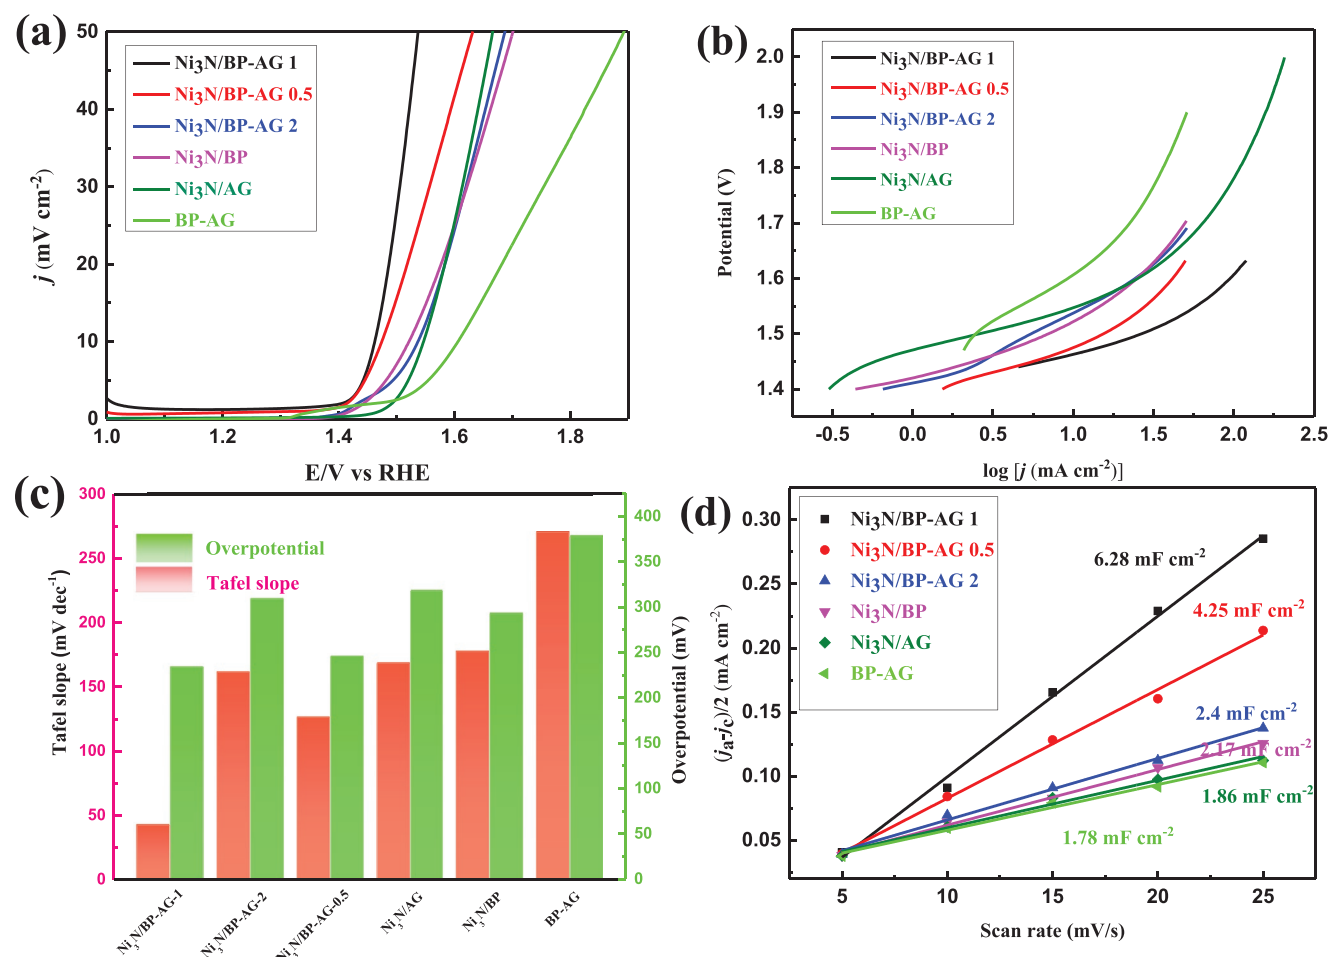 (a)
50
40
30
20
10
0
j (mV cm-2)
Ni3N/BP-AG 1
Ni3N/BP-AG 0.5
Ni3N/BP-AG 2
Ni3N/BP
Ni3N/AG
BP-AG
1.0 1.2 1.4 1.6 1.8
E/V vs RHE
(b)
2.0
1.9
1.8
1.7
1.6
1.5
1.4
Potential (V)
Ni3N/BP-AG 1
Ni3N/BP-AG 0.5
Ni3N/BP-AG 2
Ni3N/BP
Ni3N/AG
BP-AG
-0.5 0.0 0.5 1.0 1.5 2.0 2.5
log [j (mA cm-2)]
(c)
300
250
200
150
100
50
0
Tafel slope (mV dec-1)
Overpotential
Tafel slope
400
350
300
250
200
150
100
50
0
Overpotential (mV)
Ni3N/BP-AG-1
Ni3N/BP-AG-2
Ni3N/BP-AG-0.5
Ni3N/AG
Ni3N/BP
BP-AG
(d)
0.30
0.25
0.20
0.15
0.10
0.05
(ja-jc)/2 (mA cm-2)
Ni3N/BP-AG 1
Ni3N/BP-AG 0.5
Ni3N/BP-AG 2
Ni3N/BP
Ni3N/AG
BP-AG
6.28 mF cm-2
4.25 mF cm-2
2.4 mF cm-2
2.17 mF cm-2
1.86 mF cm-2
1.78 mF cm-2
5 10 15 20 25
Scan rate (mV/s)